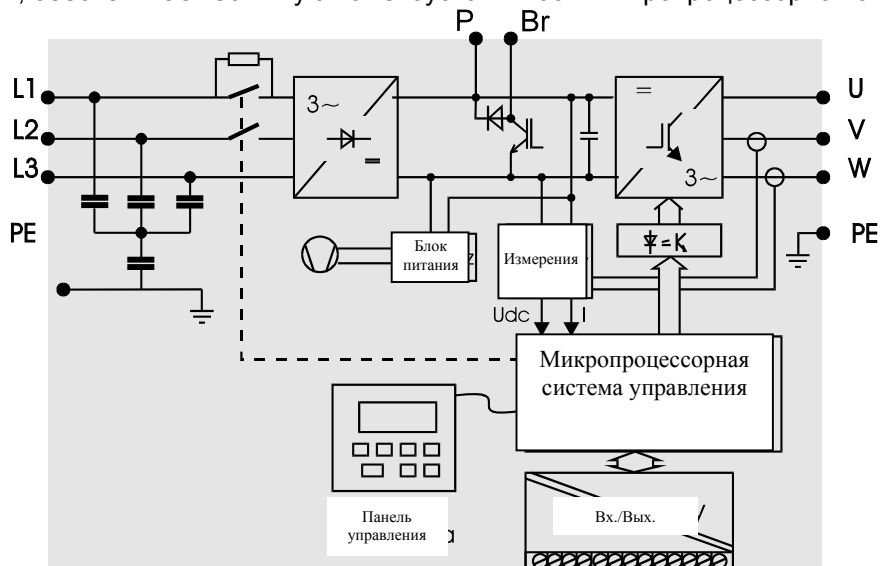 P Br
L1
L2
L3
PE
3~
=
=
3~
U
V
W
PE
Блок
питания
Измерения
Udc I
Микропроцессорная
система управления
Панель
управления
Вх./Вых.